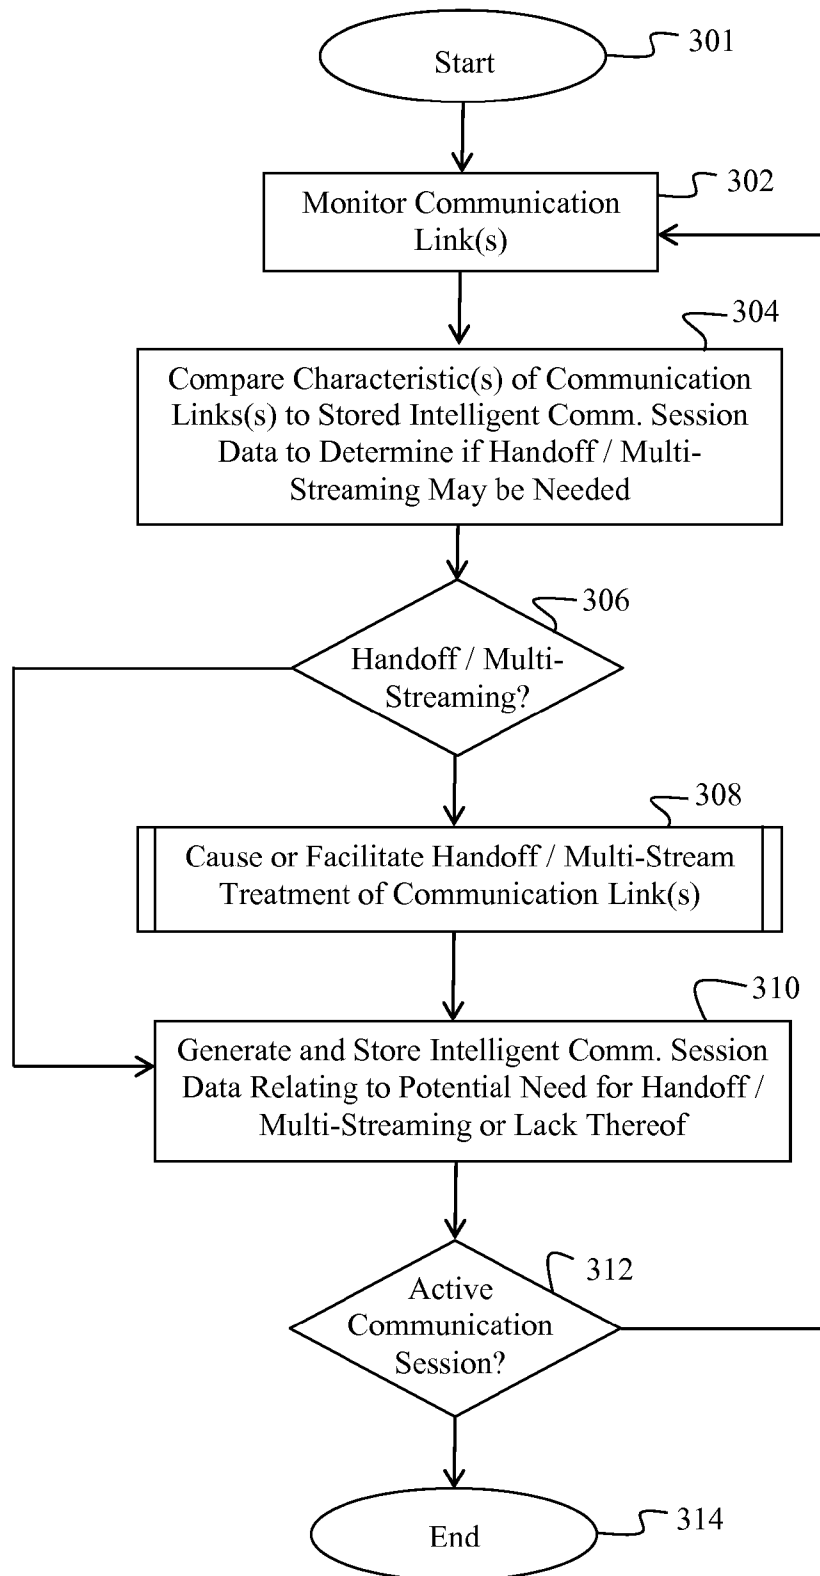 Start
301
Monitor Communication
Link(s)
302
Compare Characteristic(s) of Communication
Links(s) to Stored Intelligent Comm. Session
Data to Determine if Handoff / Multi-
Streaming May be Needed
304
Handoff / Multi-
Streaming?
306
Cause or Facilitate Handoff / Multi-Stream
Treatment of Communication Link(s)
308
Generate and Store Intelligent Comm. Session
Data Relating to Potential Need for Handoff /
Multi-Streaming or Lack Thereof
310
Active
Communication
Session?
312
End
314